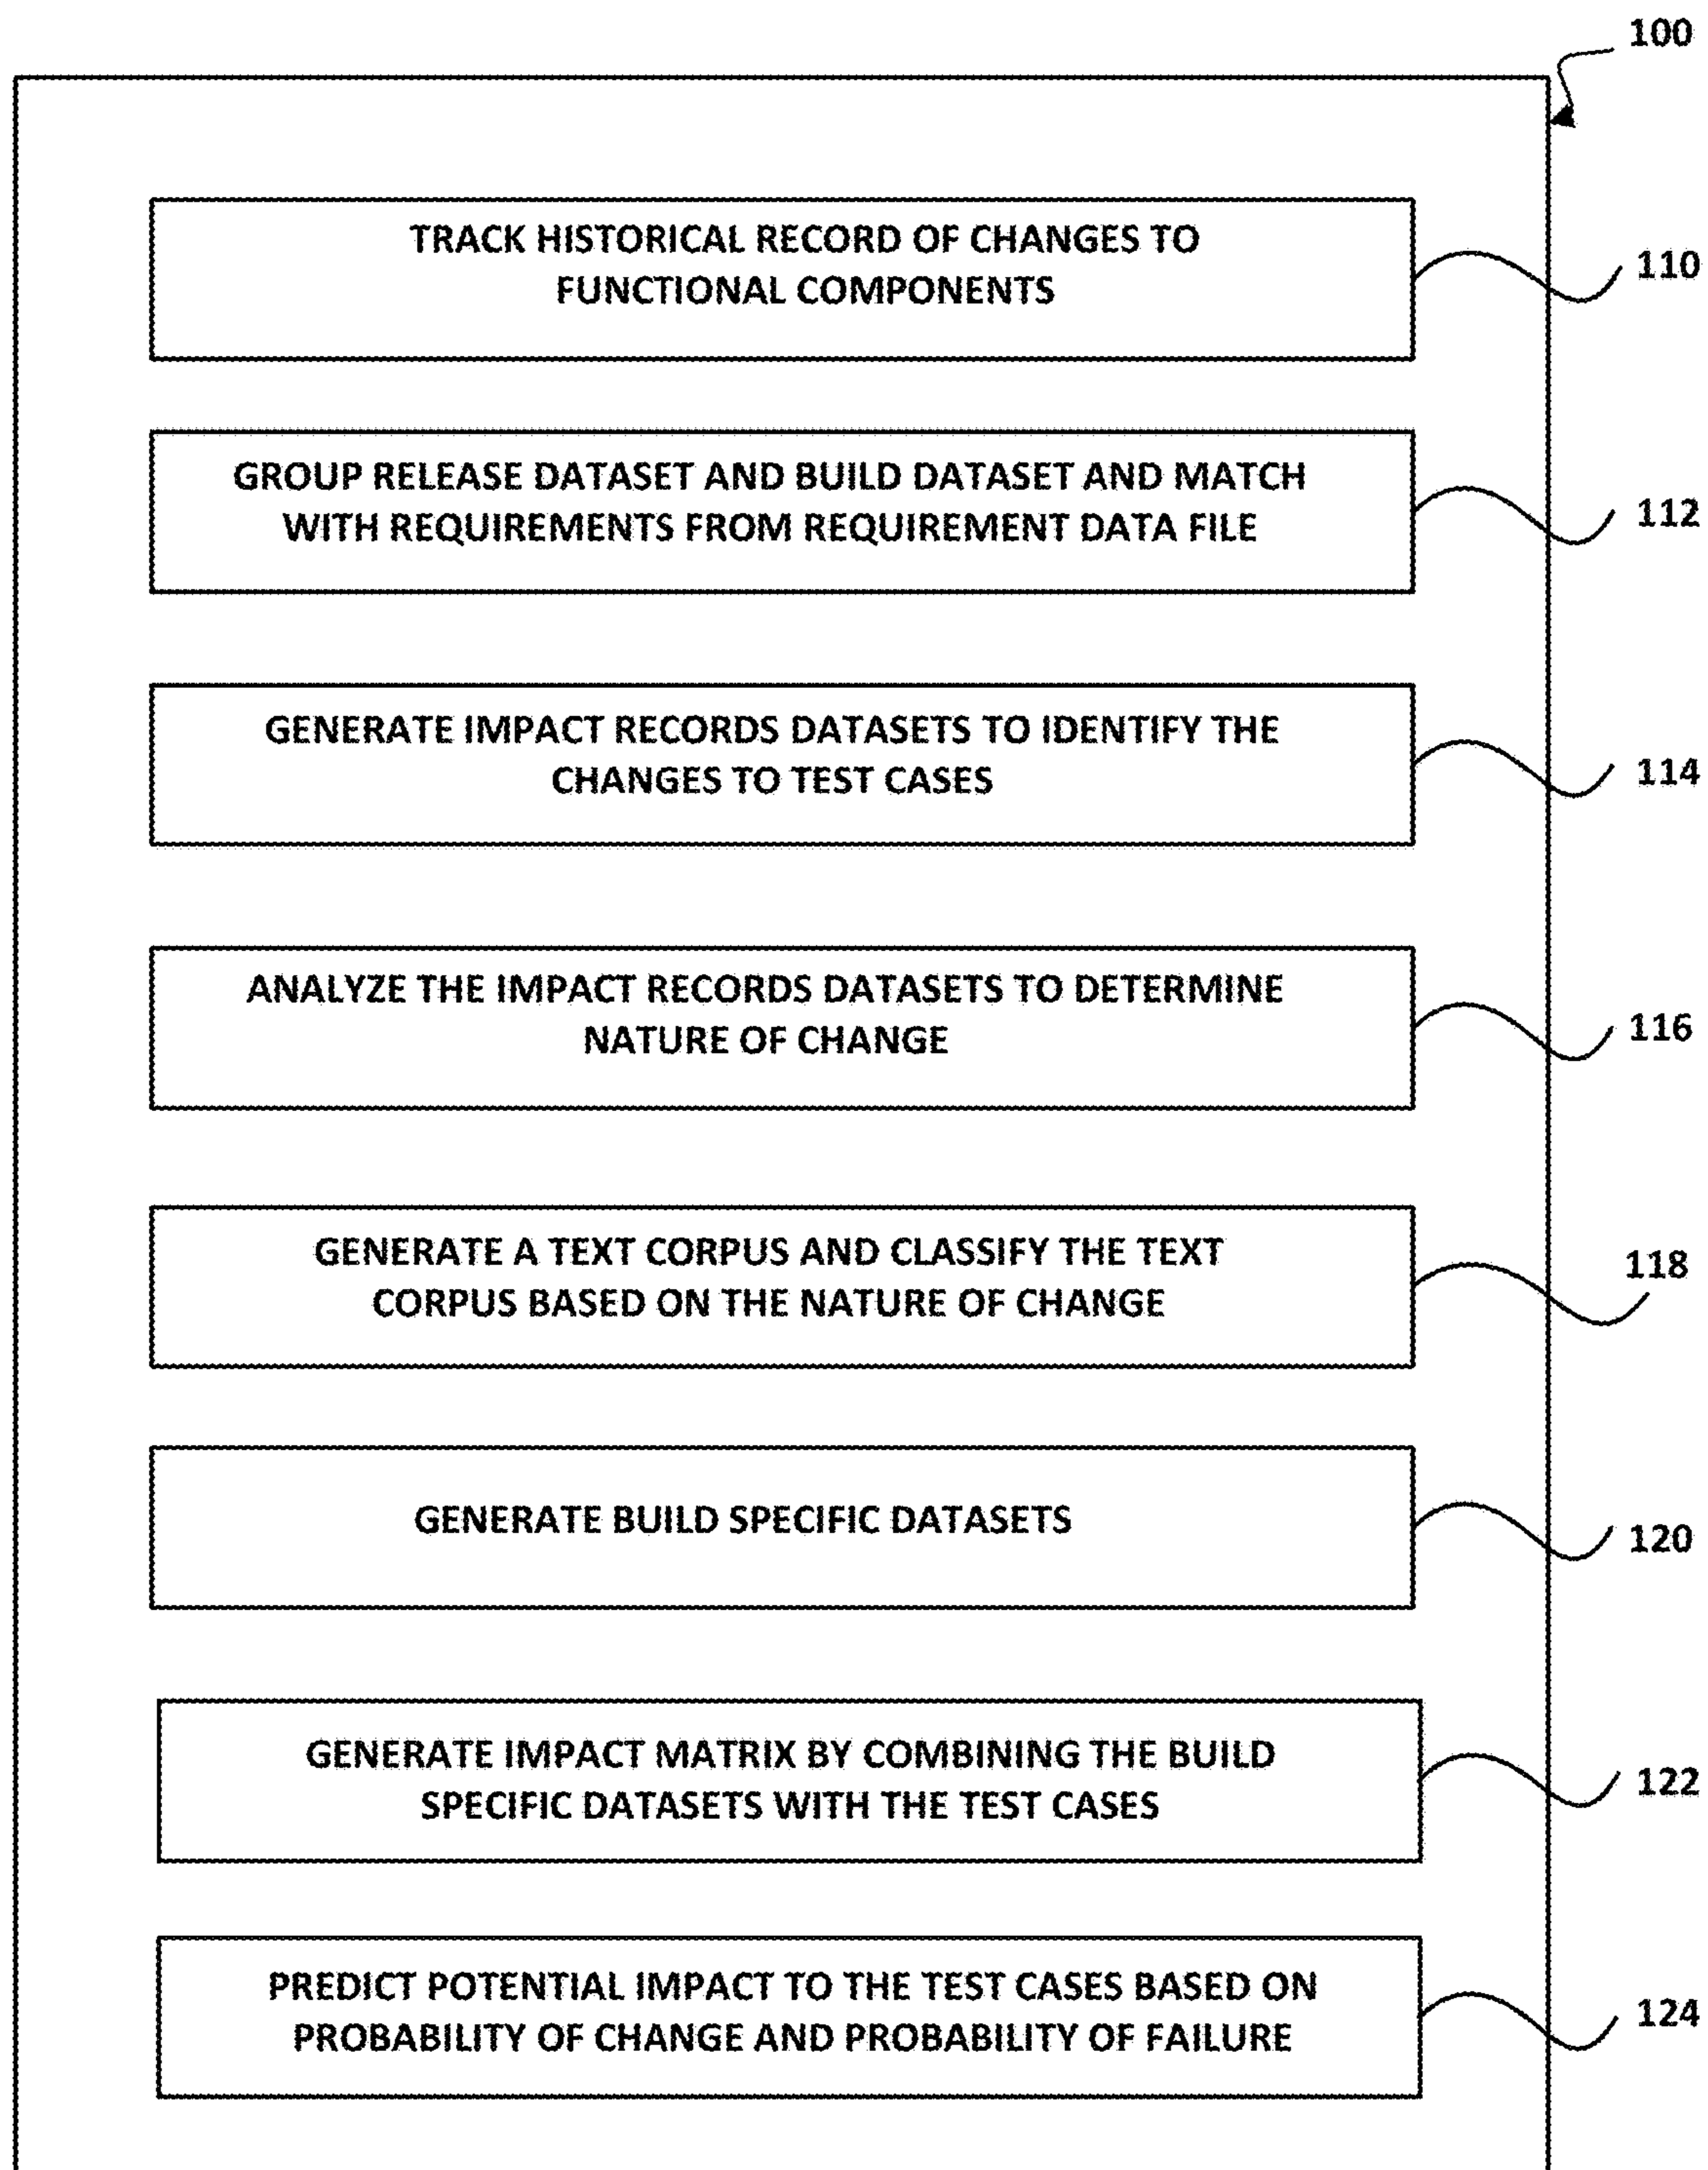 100
TRACK HISTORICAL RECORD OF CHANGES TO
FUNCTIONAL COMPONENTS
110
GROUP RELEASE DATASET AND BUILD DATASET AND MATCH
WITH REQUIREMENTS FROM REQUIREMENT DATA FILE
112
GENERATE IMPACT RECORDS DATASETS TO IDENTIFY THE
CHANGES TO TEST CASES
114
ANALYZE THE IMPACT RECORDS DATASETS TO DETERMINE
NATURE OF CHANGE
116
GENERATE A TEXT CORPUS AND CLASSIFY THE TEXT
CORPUS BASED ON THE NATURE OF CHANGE
118
GENERATE BUILD SPECIFIC DATASETS
120
GENERATE IMPACT MATRIX BY COMBINING THE BUILD
SPECIFIC DATASETS WITH THE TEST CASES
122
PREDICT POTENTIAL IMPACT TO THE TEST CASES BASED ON
PROBABILITY OF CHANGE AND PROBABILITY OF FAILURE
124